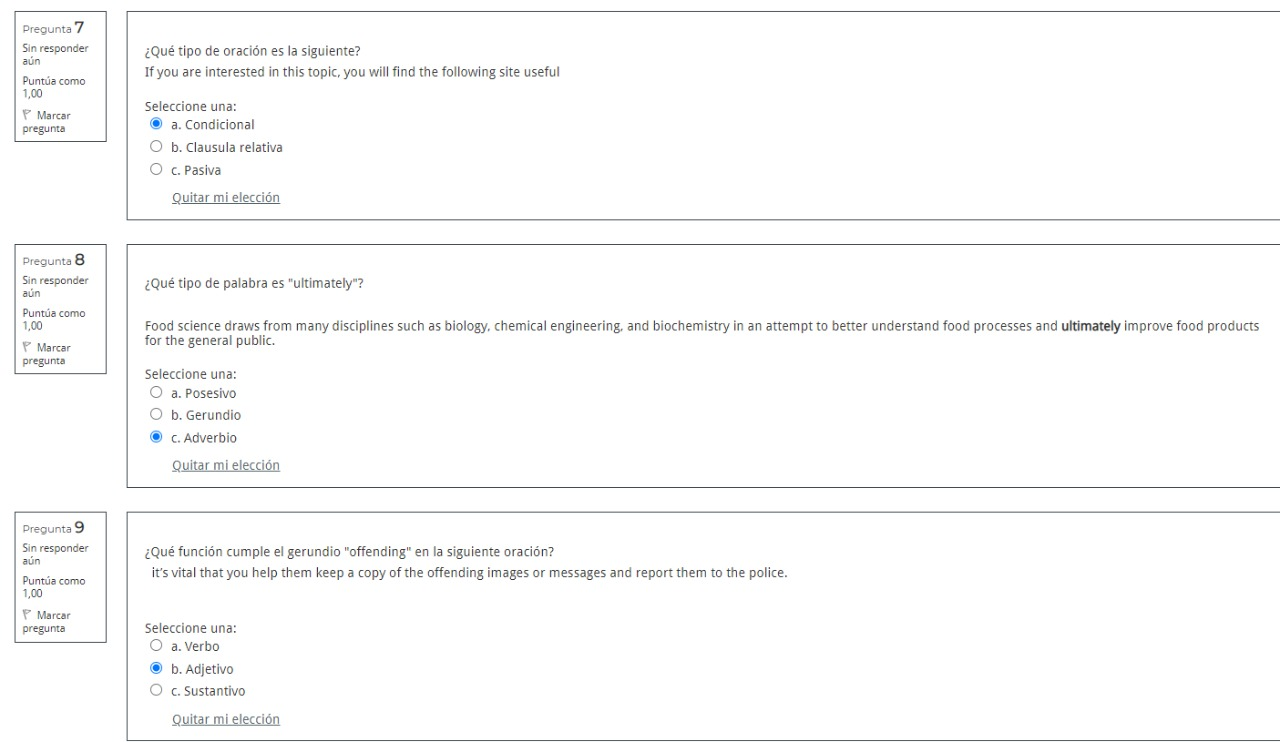 Pregunta 7
Sin responder
aún
Puntúa como
1,00
Marcar
pregunta
¿Qué tipo de oración es la siguiente?
If you are interested in this topic, you will find the following site useful
Seleccione una:
a. Condicional
b. Clausula relativa
c. Pasiva
Quitar mi elección
Pregunta 8
Sin responder
aún
Puntúa como
1,00
Marcar
pregunta
¿Qué tipo de palabra es "ultimately"?
Food science draws from many disciplines such as biology, chemical engineering, and biochemistry in an attempt to better understand food processes and ultimately improve food products
for the general public.
Seleccione una:
a. Posesivo
b. Gerundio
c. Adverbio
Quitar mi elección
Pregunta 9
Sin responder
aún
Puntúa como
1,00
Marcar
pregunta
¿Qué función cumple el gerundio "offending" en la siguiente oración?
it's vital that you help them keep a copy of the offending images or messages and report them to the police.
Seleccione una:
a. Verbo
b. Adjetivo
c. Sustantivo
Quitar mi elección